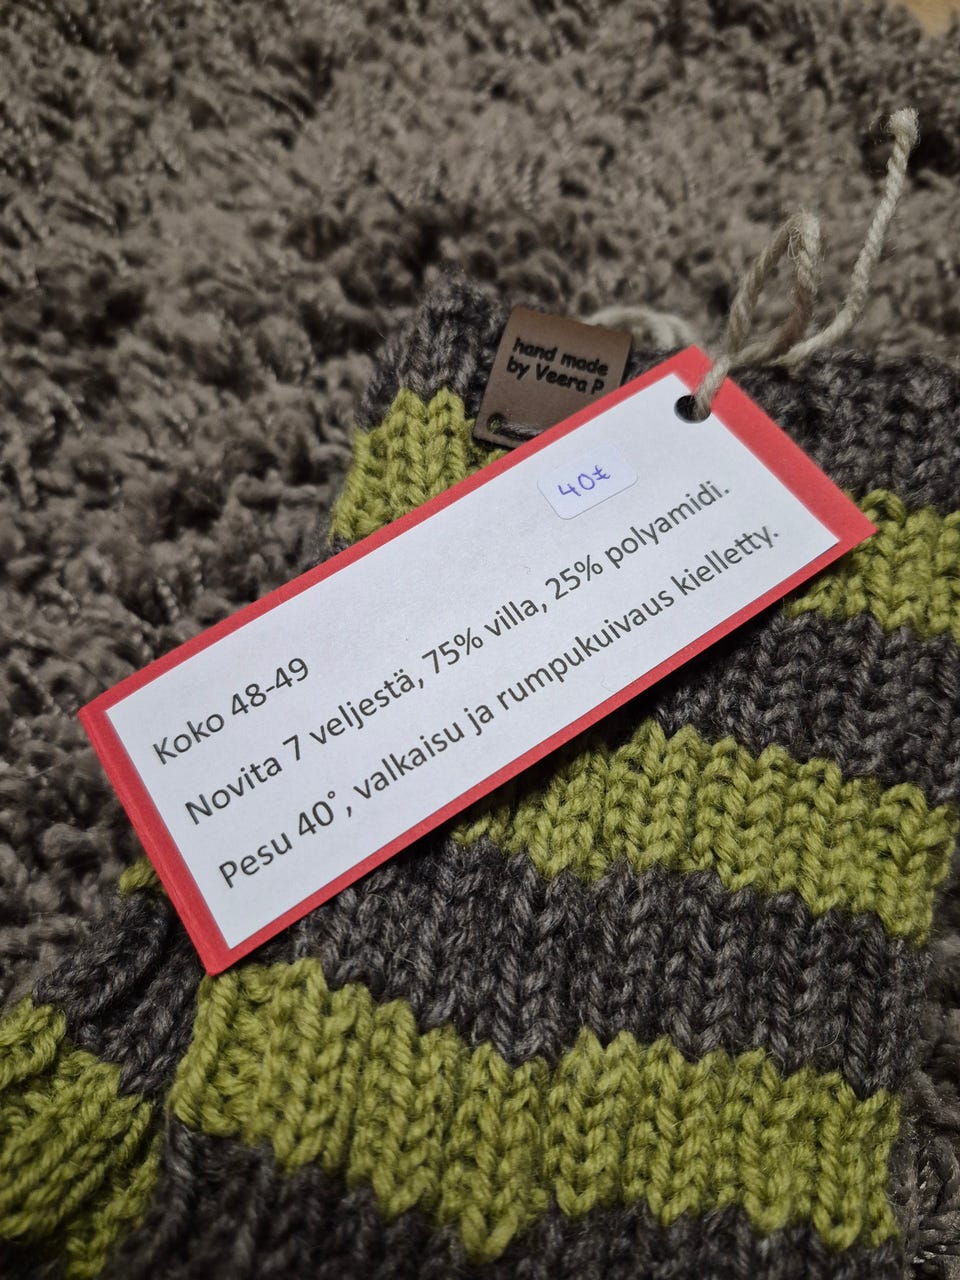 hand made
by Veera P
40€
Koko 48-49
Novita 7 veljestä, 75% villa, 25% polyamidi.
Pesu 40°, valkaisu ja rumpukuivaus kielletty.